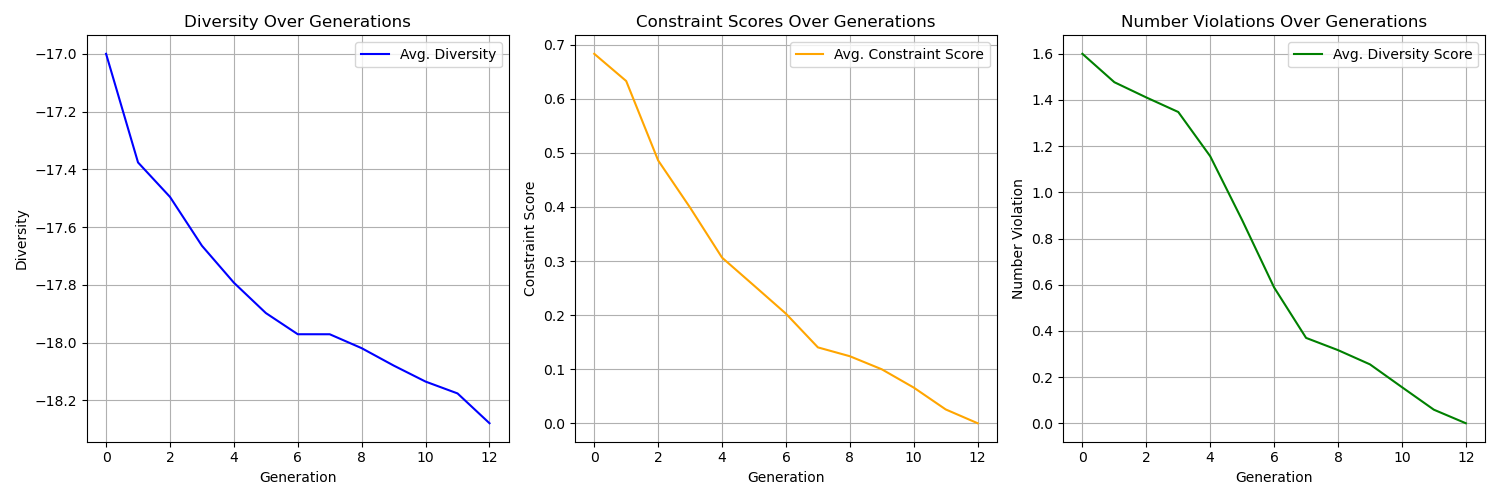 Diversity Over Generations
Avg. Diversity
−17.0
−17.2
−17.4
−17.6
−17.8
−18.0
−18.2
Diversity
0 2 4 6 8 10 12
Generation
Constraint Scores Over Generations
Avg. Constraint Score
0.7
0.6
0.5
0.4
0.3
0.2
0.1
0.0
Constraint Score
0 2 4 6 8 10 12
Generation
Number Violations Over Generations
Avg. Diversity Score
1.6
1.4
1.2
1.0
0.8
0.6
0.4
0.2
0.0
Number Violation
0 2 4 6 8 10 12
Generation